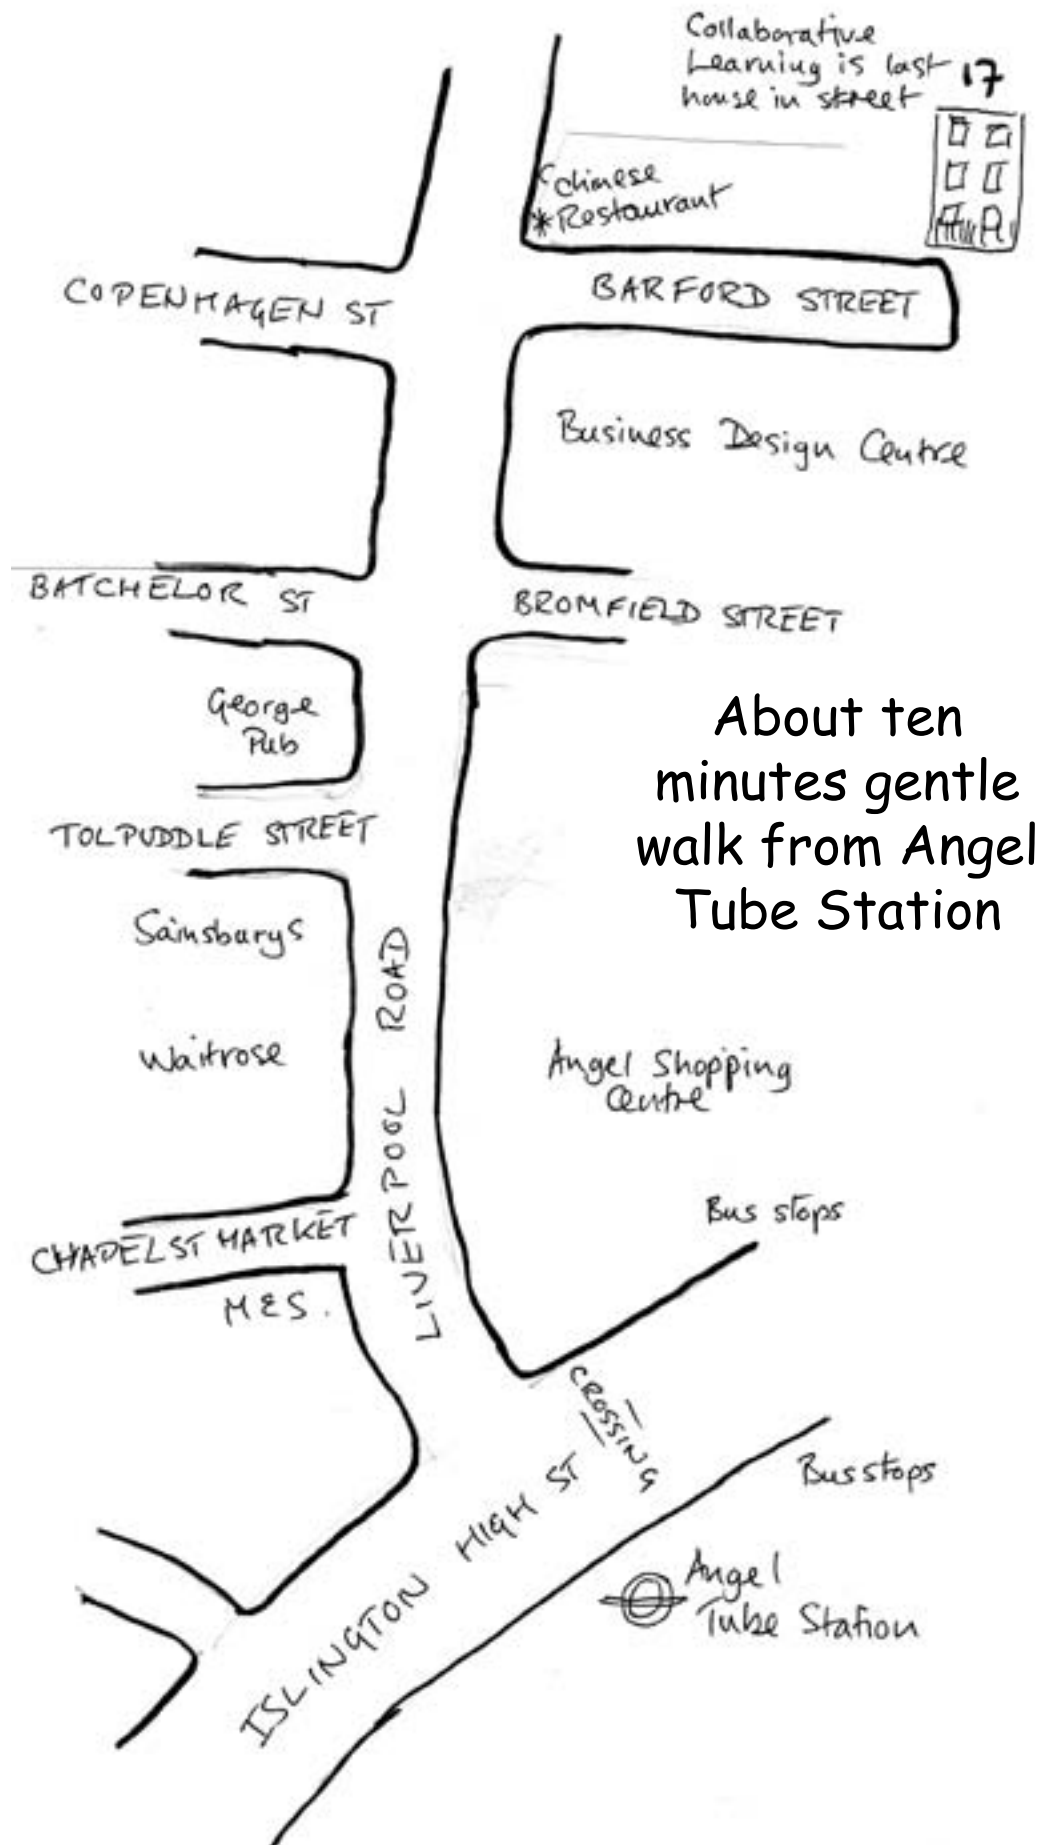 Collaborative
Learning is last
house in street
17
Chinese
*Restaurant
COPENHAGEN ST
BARFORD STREET
Business Design Centre
BATCHELOR ST
BROMFIELD STREET
George
Pub
About ten
minutes gentle
walk from Angel
Tube Station
TOLPUDDLE STREET
Sainsburys
Waitrose
LIVERPOOL ROAD
Angel Shopping
Centre
Bus stops
CHAPEL ST MARKET
M&S.
CROSSING
Bus stops
ISLINGTON HIGH ST
Angel
Tube Station